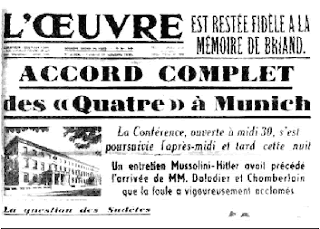 L'ŒUVRE
EST RESTÉE FIDÈLE A LA
MÉMOIRE DE BRIAND.
ACCORD COMPLET
des « Quatre » à Munich
La Conférence, ouverte à midi 30, s'est
poursuivie l'après-midi et tard cette nuit
Un entretien Mussolini-Hitler avait précédé
l'arrivée de MM. Daladier et Chamberlain
que la foule a vigoureusement acclamés
La question des Sudètes